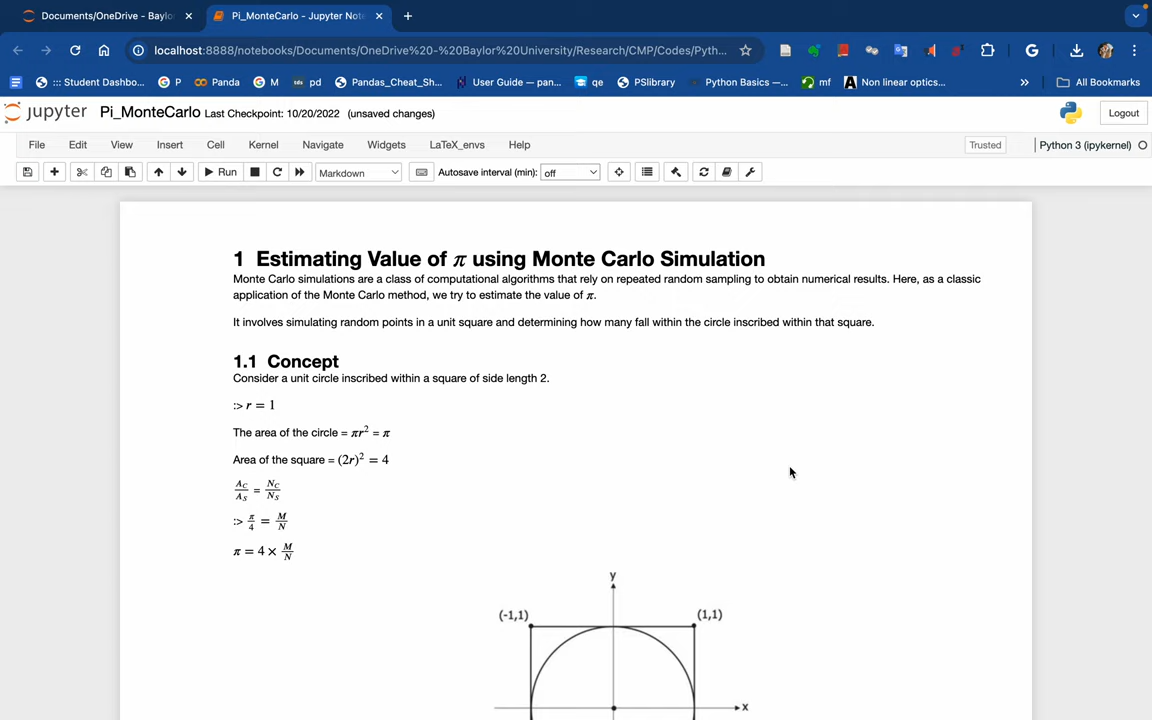 Documents/OneDrive - Baylo
Pi_MonteCarlo - Jupyter Note
localhost:8888/notebooks/Documents/OneDrive%20-%20Baylor%20University/Research/CMP/Codes/Pyth...
::: Student Dashbo...
G P
Panda
G M
pd
Pandas_Cheat_Sh...
User Guide — pan...
qe
PSlibrary
Python Basics —...
mf
Non linear optics...
»
All Bookmarks
jupyter Pi_MonteCarlo Last Checkpoint: 10/20/2022 (unsaved changes)
Logout
File Edit View Insert Cell Kernel Navigate Widgets LaTeX_envs Help
Trusted
Python 3 (ipykernel)
Run
Markdown
Autosave interval (min): off
1 Estimating Value of π using Monte Carlo Simulation
Monte Carlo simulations are a class of computational algorithms that rely on repeated random sampling to obtain numerical results. Here, as a classic
application of the Monte Carlo method, we try to estimate the value of π.
It involves simulating random points in a unit square and determining how many fall within the circle inscribed within that square.
1.1 Concept
Consider a unit circle inscribed within a square of side length 2.
:> r = 1
The area of the circle = πr² = π
Area of the square = (2r)² = 4
A_C/A_S = N_C/N_S
:> π/4 = M/N
π = 4 × M/N
y
(-1,1)
(1,1)
x